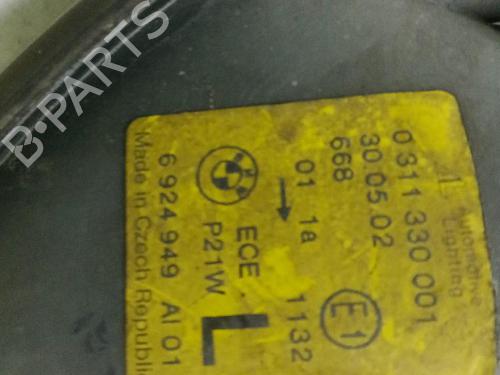 B-PARTS
L Automotive Lighting
0 311 330 001
30.05.02
668
01 1a 1132 E1
ECE
P21W L
6 924 949 AI 01
Made in Czech Republic